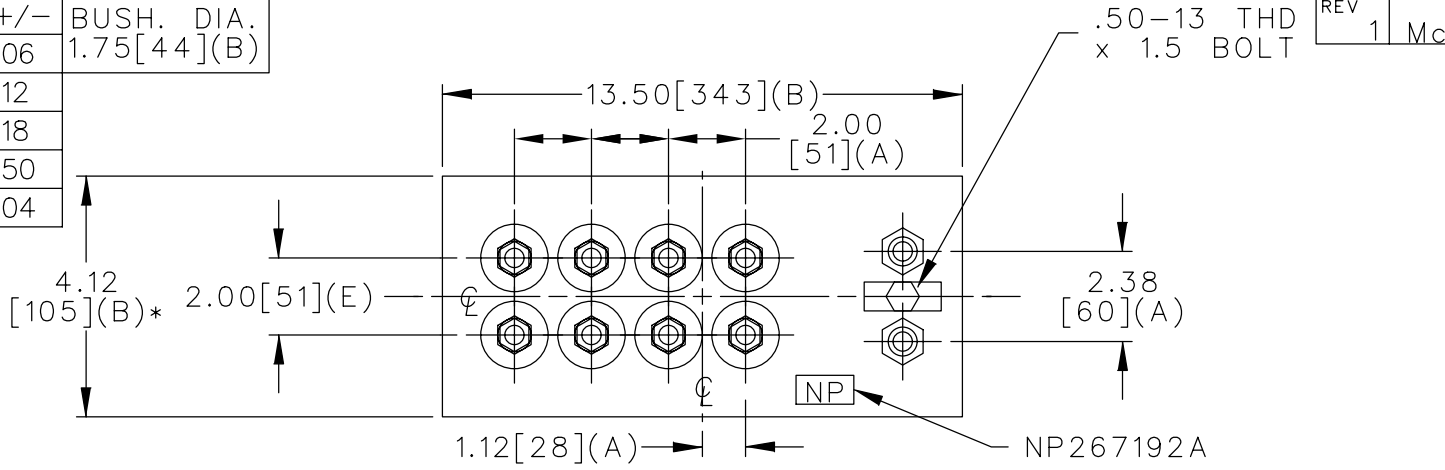 +/-
BUSH. DIA.
1.75[44](B)
06
12
18
50
04
.50-13 THD
x 1.5 BOLT
REV
1
Mc
13.50[343](B)
2.00
[51](A)
4.12
[105](B)*
2.00[51](E)
℄
2.38
[60](A)
℄
NP
1.12[28](A)
NP267192A